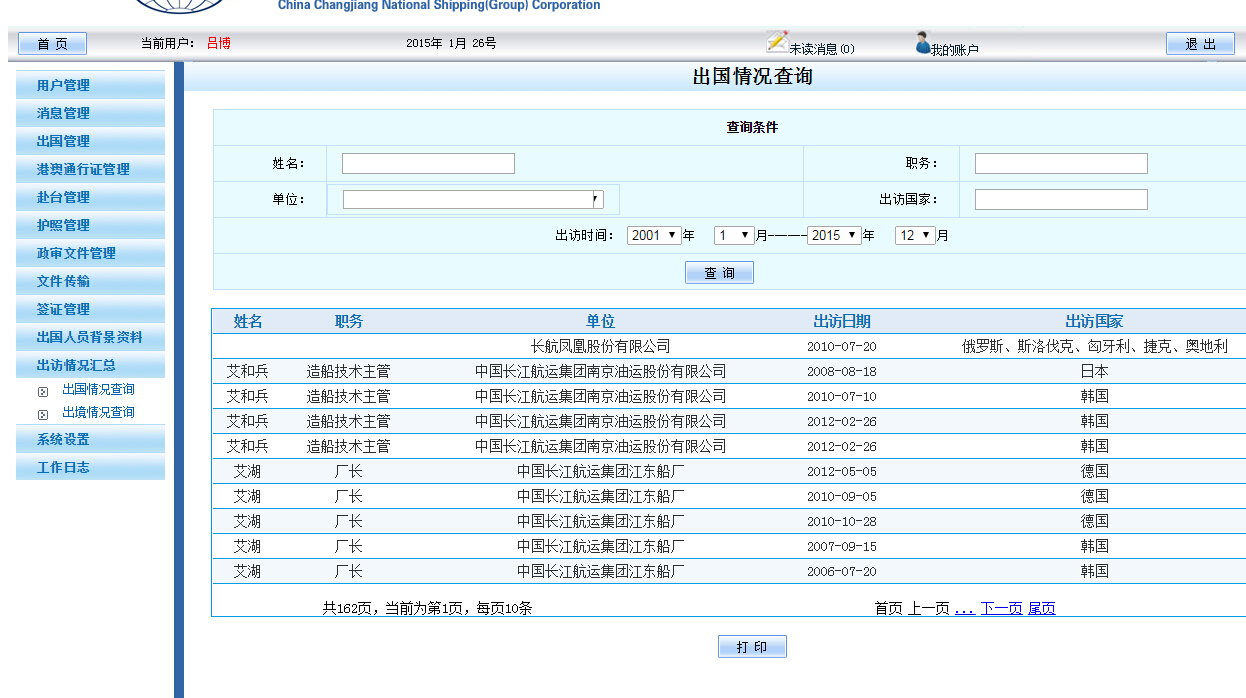 China Changjiang National Shipping(Group) Corporation
首 页 当前用户： 吕博 2015年 1月 26号 未读消息(0) 我的账户 退 出
用户管理
消息管理
出国管理
港澳通行证管理
赴台管理
护照管理
政审文件管理
文件传输
签证管理
出国人员背景资料
出访情况汇总
出国情况查询
出境情况查询
系统设置
工作日志
出国情况查询
查询条件
姓名： 职务：
单位： 出访国家：
出访时间： 2001 年 1 月-----2015 年 12 月
查 询
姓名 职务 单位 出访日期 出访国家
长航凤凰股份有限公司 2010-07-20 俄罗斯、斯洛伐克、匈牙利、捷克、奥地利
艾和兵 造船技术主管 中国长江航运集团南京油运股份有限公司 2008-08-18 日本
艾和兵 造船技术主管 中国长江航运集团南京油运股份有限公司 2010-07-10 韩国
艾和兵 造船技术主管 中国长江航运集团南京油运股份有限公司 2012-02-26 韩国
艾和兵 造船技术主管 中国长江航运集团南京油运股份有限公司 2012-02-26 韩国
艾湖 厂长 中国长江航运集团江东船厂 2012-05-05 德国
艾湖 厂长 中国长江航运集团江东船厂 2010-09-05 德国
艾湖 厂长 中国长江航运集团江东船厂 2010-10-28 德国
艾湖 厂长 中国长江航运集团江东船厂 2007-09-15 韩国
艾湖 厂长 中国长江航运集团江东船厂 2006-07-20 韩国
共162页，当前为第1页，每页10条 首页 上一页 ... 下一页 尾页
打 印